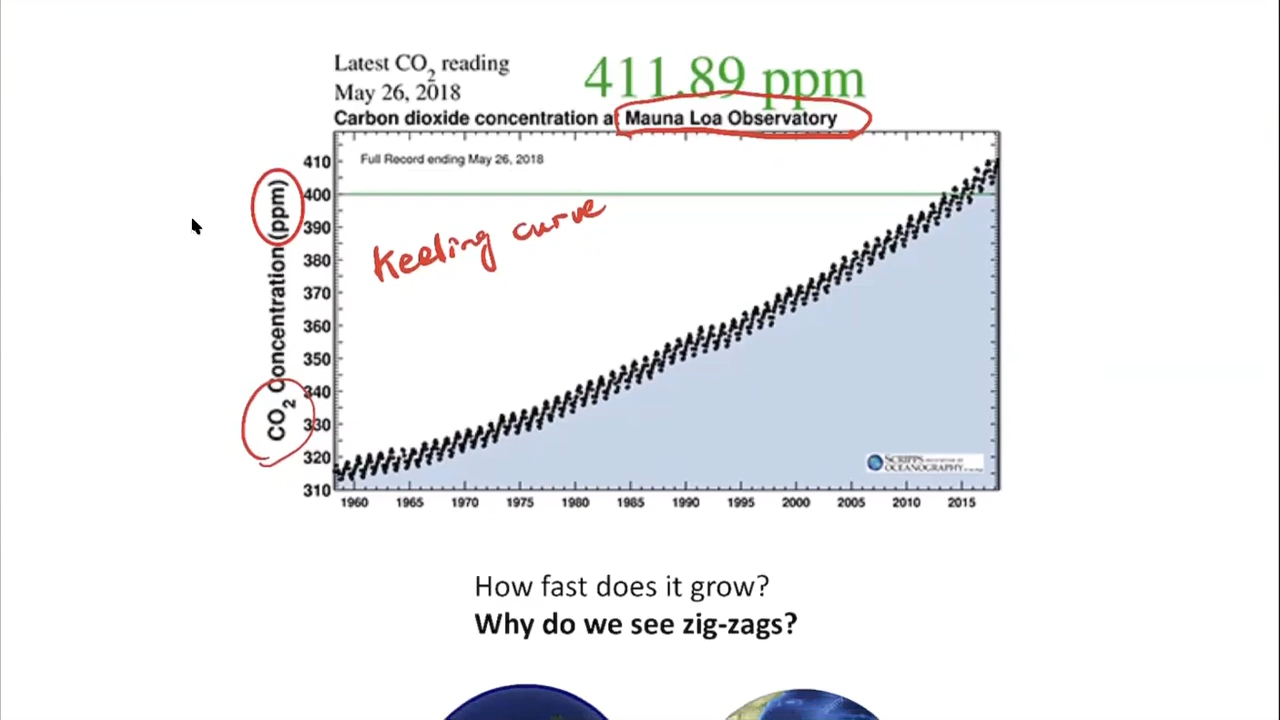 Latest CO2 reading
May 26, 2018
411.89 ppm
Carbon dioxide concentration a Mauna Loa Observatory
Full Record ending May 26, 2018
CO2 Concentration (ppm)
410
400
390
380
370
360
350
340
330
320
310
Keeling curve
SCRIPPS
OCEANOGRAPHY
1960 1965 1970 1975 1980 1985 1990 1995 2000 2005 2010 2015
How fast does it grow?
Why do we see zig-zags?